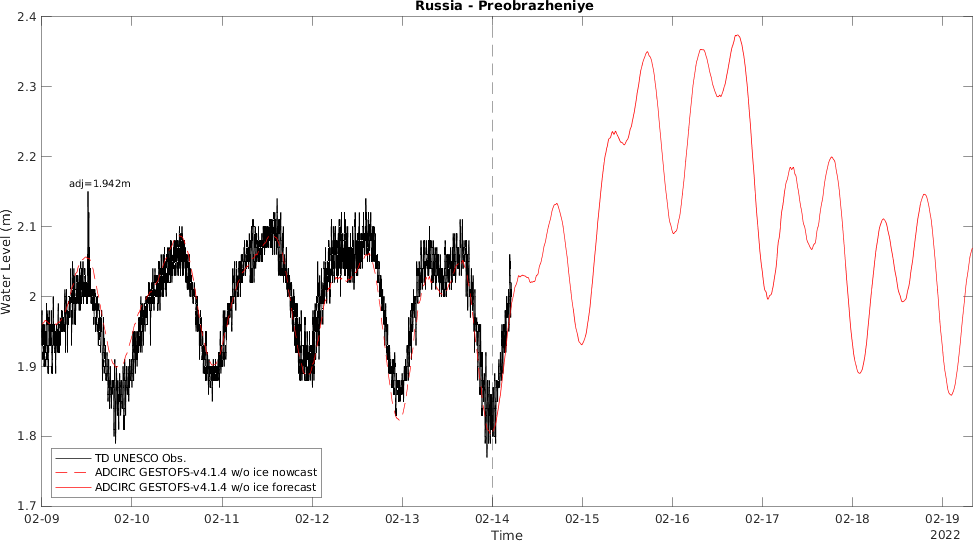 Russia - Preobrazheniye
2.4
2.3
2.2
2.1
2
1.9
1.8
1.7
Water Level (m)
adj=1.942m
TD UNESCO Obs.
ADCIRC GESTOFS-v4.1.4 w/o ice nowcast
ADCIRC GESTOFS-v4.1.4 w/o ice forecast
02-09 02-10 02-11 02-12 02-13 02-14 02-15 02-16 02-17 02-18 02-19
Time 2022